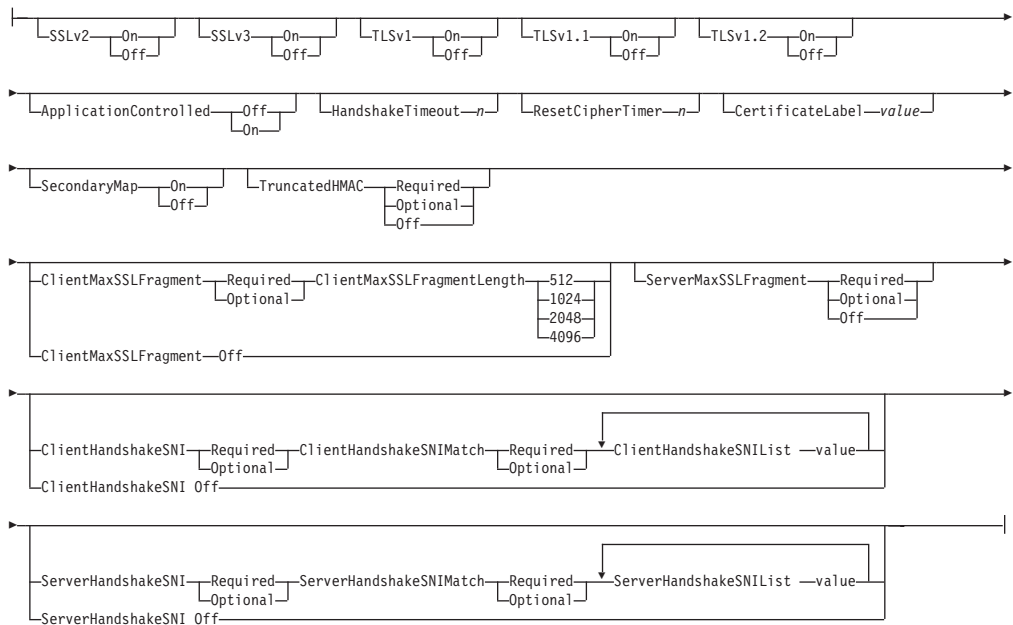 SSLv2 On SSLv3 On TLSv1 On TLSv1.1 On TLSv1.2 On
Off Off Off Off Off
ApplicationControlled Off HandshakeTimeout n ResetCipherTimer n CertificateLabel value
On
SecondaryMap On TruncatedHMAC Required
Off Optional
Off
ClientMaxSSLFragment Required ClientMaxSSLFragmentLength 512 ServerMaxSSLFragment Required
Optional 1024 Optional
2048 Off
4096
ClientMaxSSLFragment Off
ClientHandshakeSNI Required ClientHandshakeSNIMatch Required ClientHandshakeSNIList value
Optional Optional
ClientHandshakeSNI Off
ServerHandshakeSNI Required ServerHandshakeSNIMatch Required ServerHandshakeSNIList value
Optional Optional
ServerHandshakeSNI Off